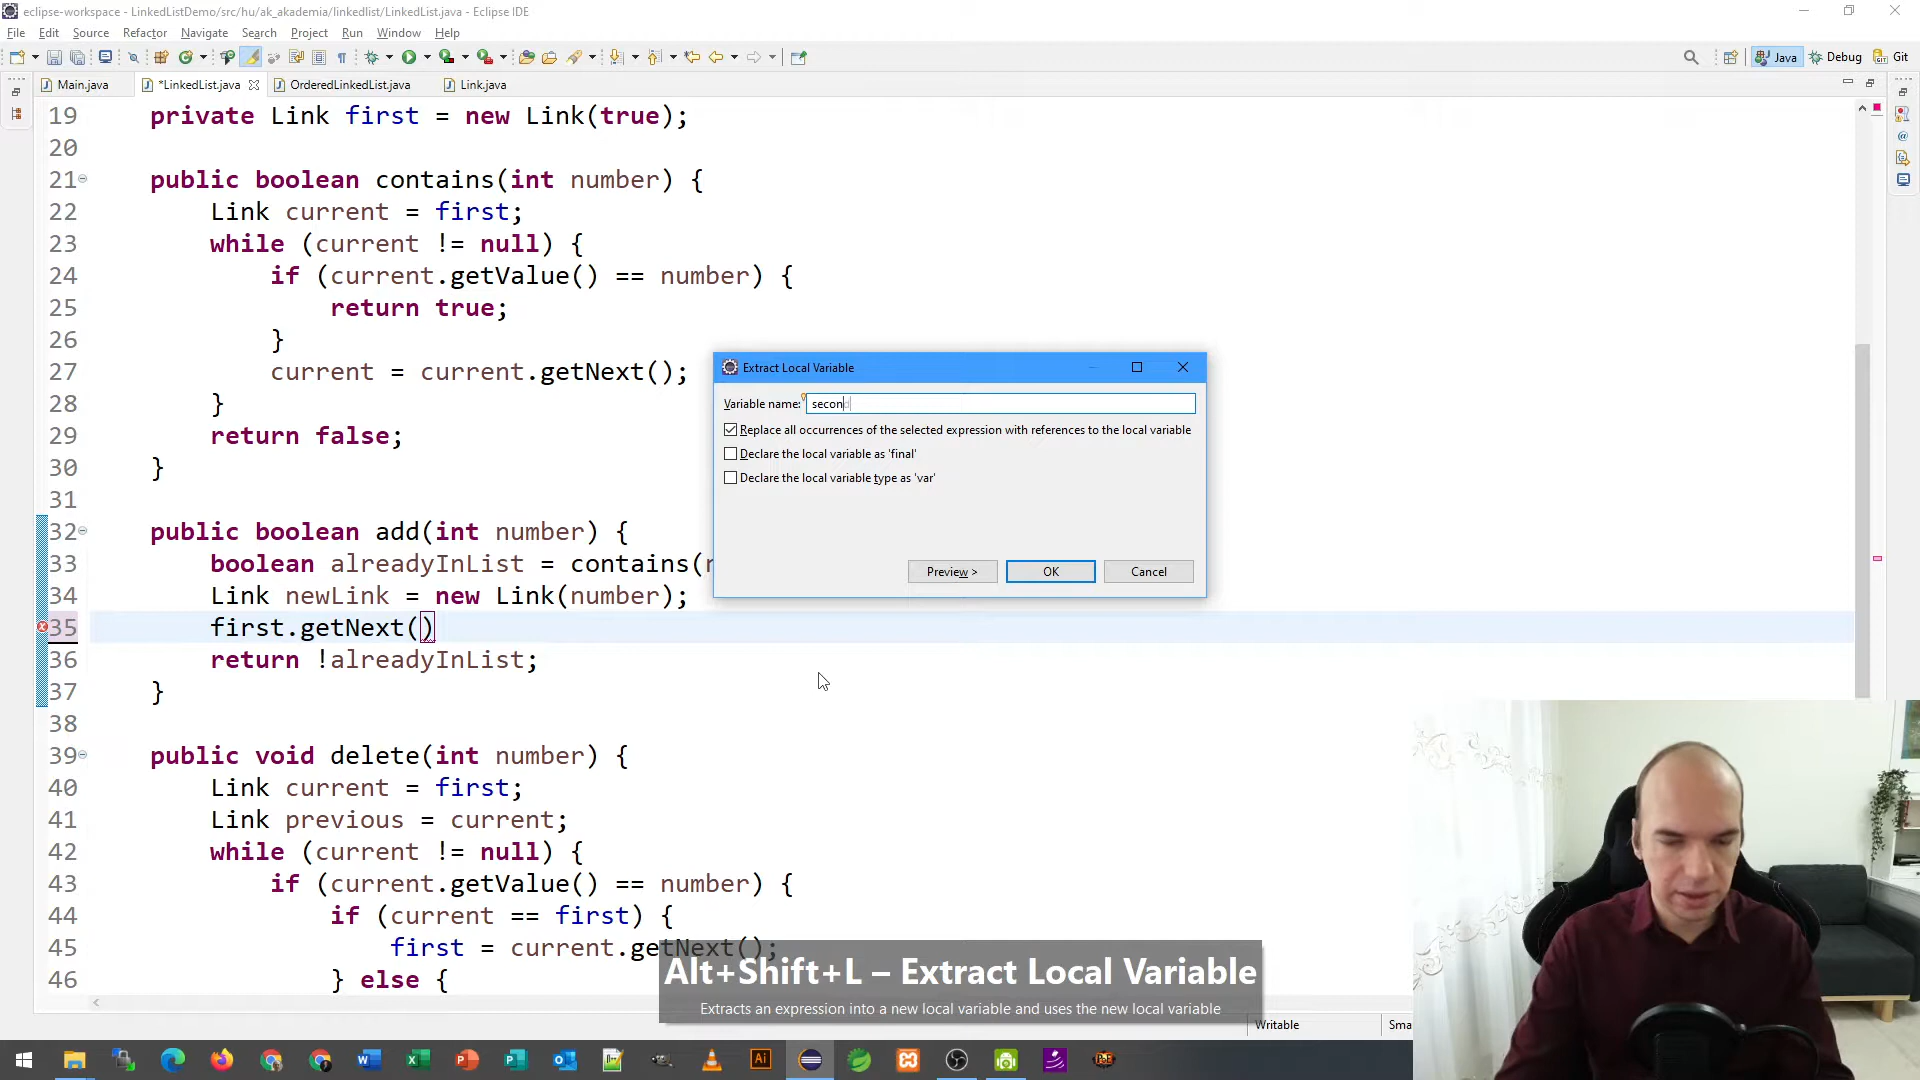 eclipse-workspace - LinkedListDemo/src/hu/ak_akademia/linkedlist/LinkedList.java - Eclipse IDE
File Edit Source Refactor Navigate Search Project Run Window Help
Java Debug Git
Main.java *LinkedList.java OrderedLinkedList.java Link.java
19 private Link first = new Link(true);
20
21 public boolean contains(int number) {
22 Link current = first;
23 while (current != null) {
24 if (current.getValue() == number) {
25 return true;
26 }
27 current = current.getNext();
28 }
29 return false;
30 }
31
32 public boolean add(int number) {
33 boolean alreadyInList = contains(
34 Link newLink = new Link(number);
35 first.getNext()
36 return !alreadyInList;
37 }
38
39 public void delete(int number) {
40 Link current = first;
41 Link previous = current;
42 while (current != null) {
43 if (current.getValue() == number) {
44 if (current == first) {
45 first = current.getNext();
46 } else {
Extract Local Variable
Variable name: second
Replace all occurrences of the selected expression with references to the local variable
Declare the local variable as 'final'
Declare the local variable type as 'var'
Preview > OK Cancel
Alt+Shift+L – Extract Local Variable
Extracts an expression into a new local variable and uses the new local variable
Writable Sma